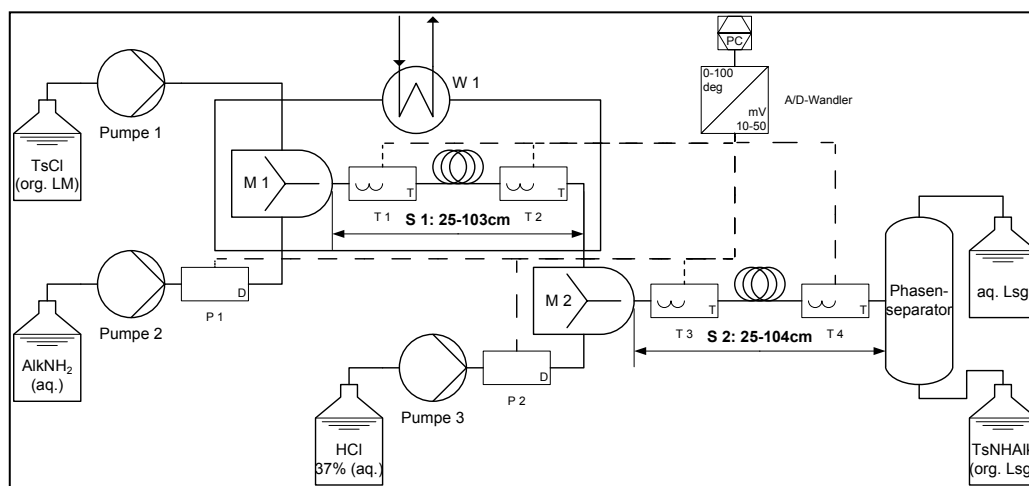 TsCl
(org. LM)
Pumpe 1
W 1
PC
0-100
deg
mV
10-50
A/D-Wandler
M 1
T
T 1
T
T 2
S 1: 25-103cm
AlkNH₂
(aq.)
Pumpe 2
D
P 1
M 2
T
T 3
T
T 4
S 2: 25-104cm
Phasen-
separator
aq. Lsg
HCl
37% (aq.)
Pumpe 3
D
P 2
TsNHAlk
(org. Lsg